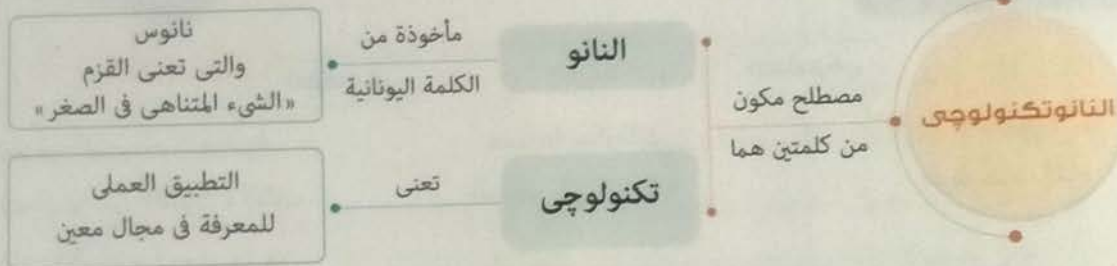 النانوتكنولوچى
مصطلح مكون
من كلمتين هما
النانو
مأخوذة من
الكلمة اليونانية
نانوس
والتى تعنى القزم
«الشىء المتناهى فى الصغر»
تكنولوچى
تعنى
التطبيق العملى
للمعرفة فى مجال معين